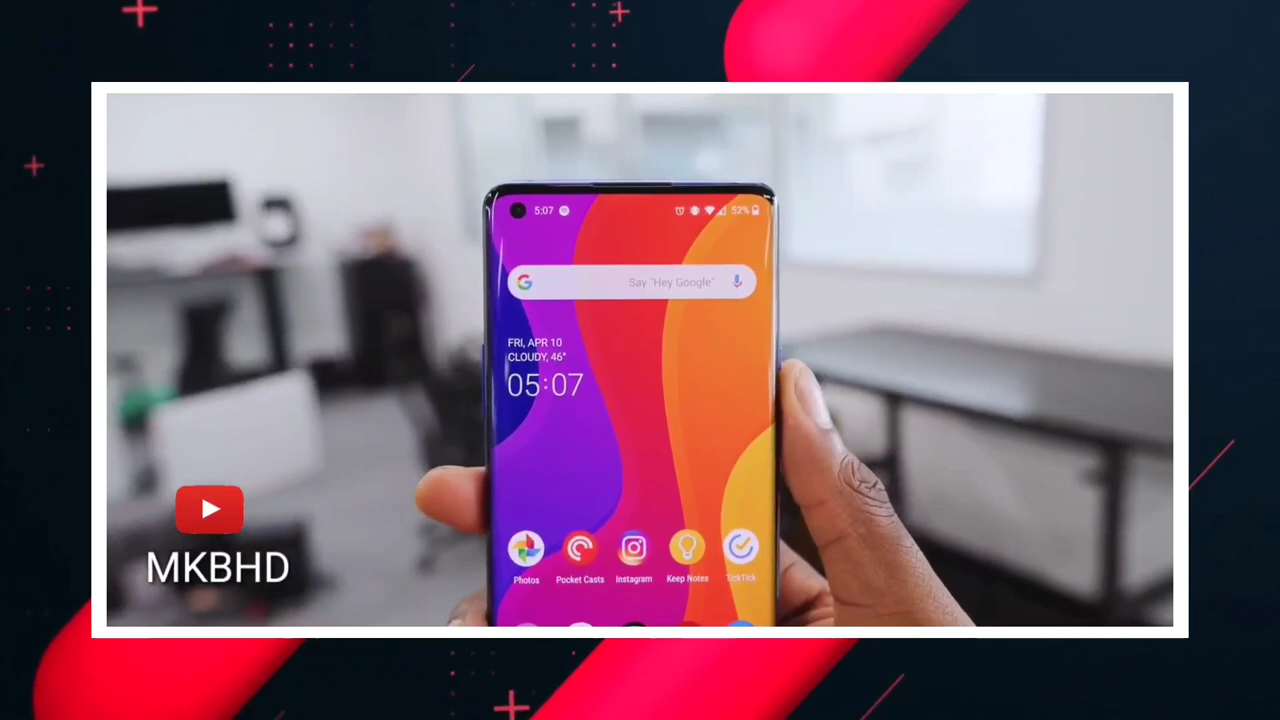 5:07
52%
Say "Hey Google"
FRI, APR 10
CLOUDY, 46°
05:07
Photos
Pocket Casts
Instagram
Keep Notes
TickTick
MKBHD